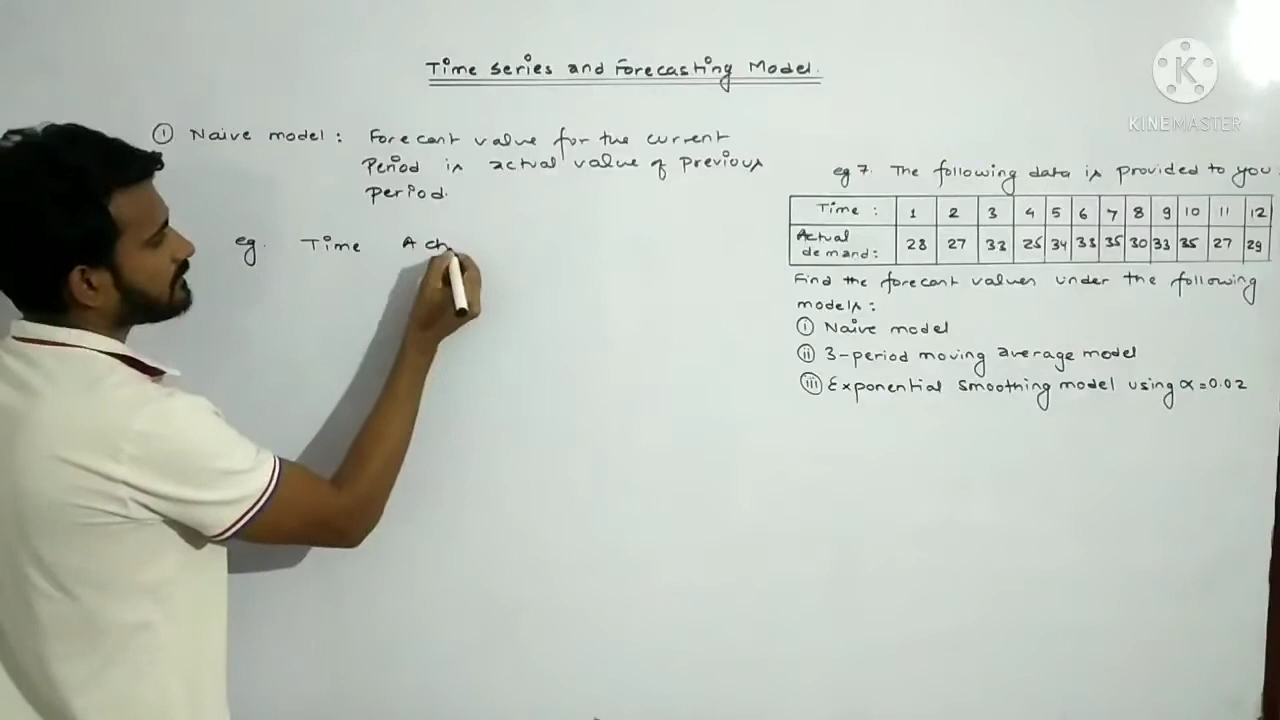 Time Series and Forecasting Model.
① Naive model: Forecast value for the current
Period is actual value of previous
period.
eg. Time Act
eg 7. The following data is provided to you
Time: 1 2 3 4 5 6 7 8 9 10 11 12
Actual
demand: 28 27 33 25 34 33 35 30 33 35 27 29
Find the forecast values under the following
models:
ⓘ Naive model
ⓘⓘ 3-period moving average model
ⓘⓘⓘ Exponential smoothing model using α=0.02
K
KINEMASTER